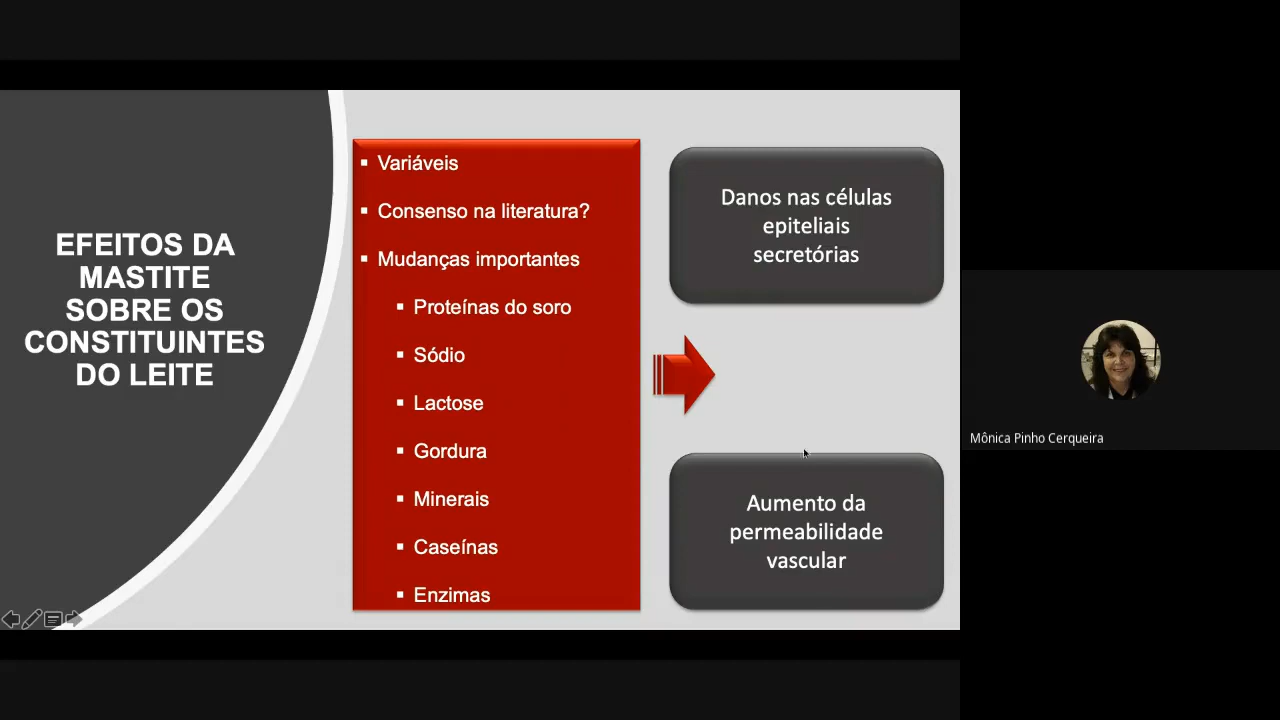 EFEITOS DA
MASTITE
SOBRE OS
CONSTITUINTES
DO LEITE
Variáveis
Consenso na literatura?
Mudanças importantes
Proteínas do soro
Sódio
Lactose
Gordura
Minerais
Caseínas
Enzimas
Danos nas células
epiteliais
secretórias
Aumento da
permeabilidade
vascular
Mônica Pinho Cerqueira